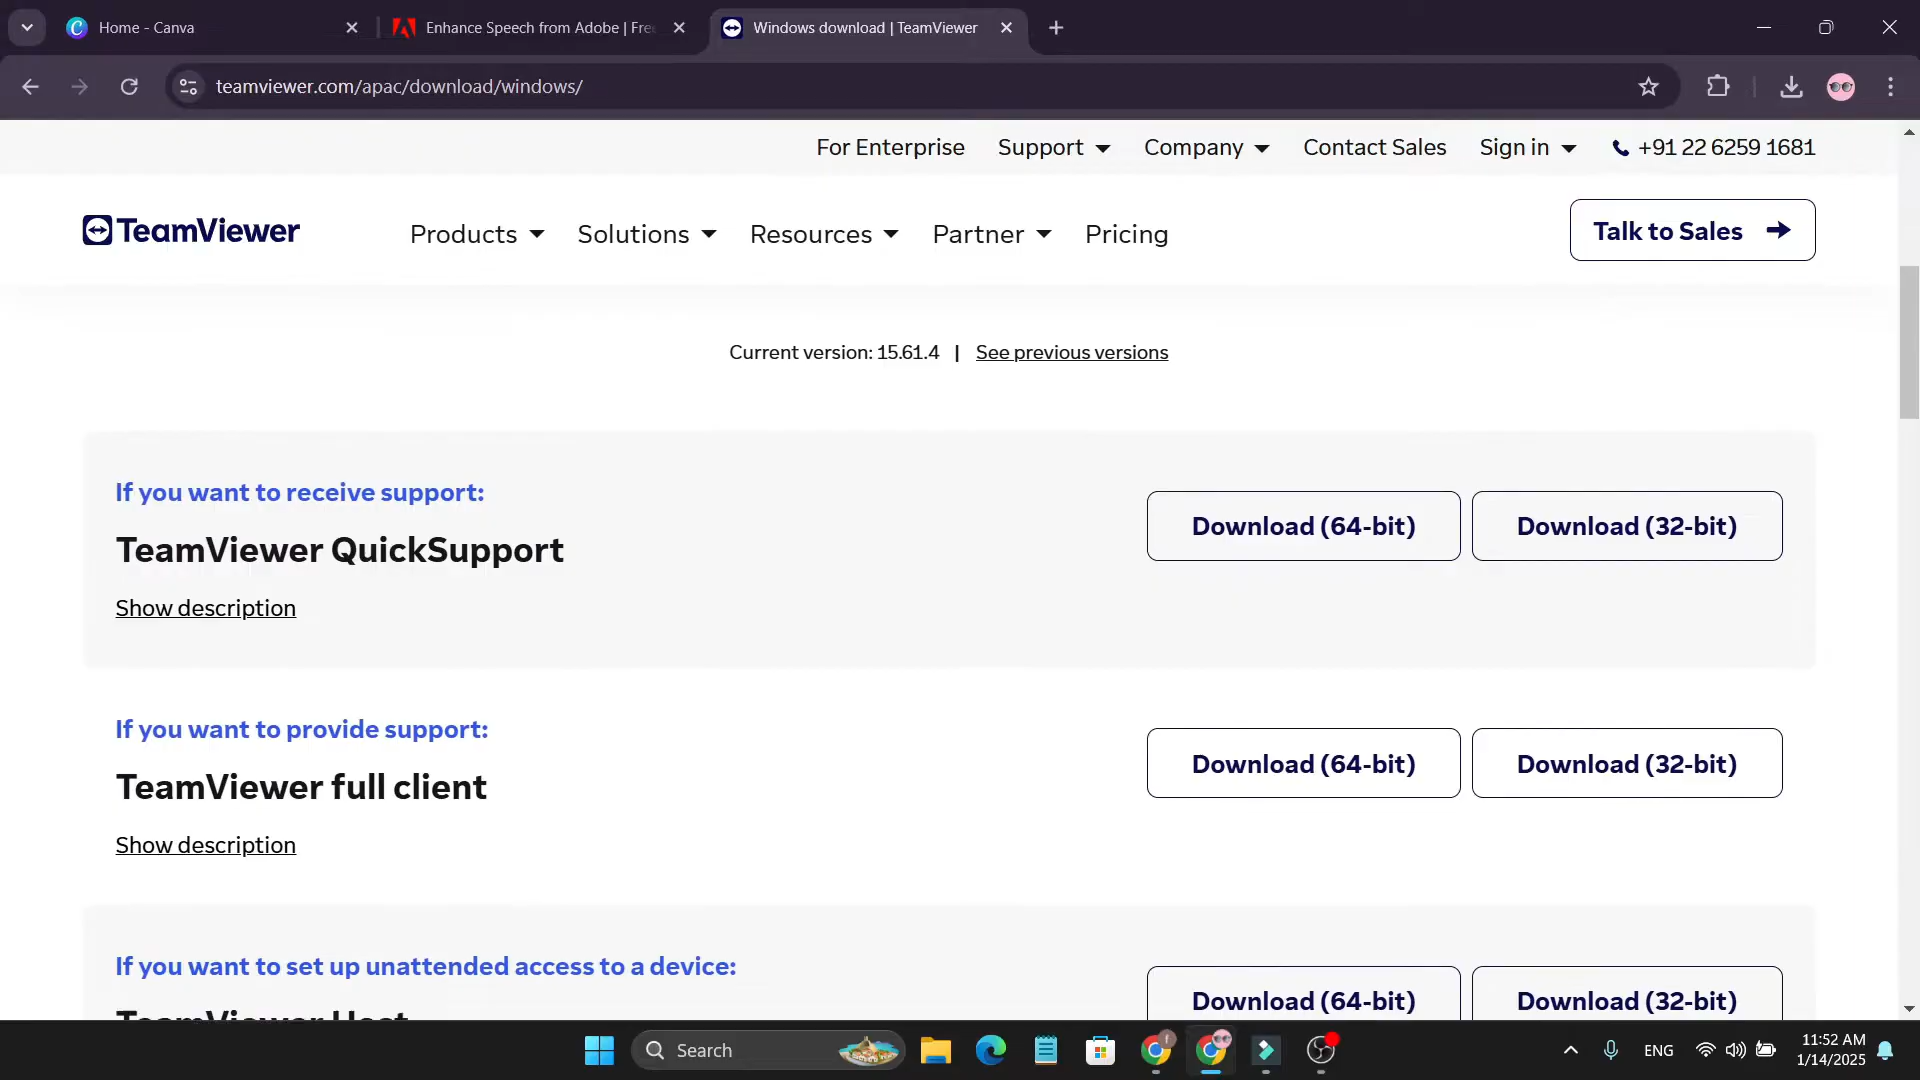 Home - Canva
Enhance Speech from Adobe | Fre
Windows download | TeamViewer
teamviewer.com/apac/download/windows/
For Enterprise
Support
Company
Contact Sales
Sign in
+91 22 6259 1681
TeamViewer
Products
Solutions
Resources
Partner
Pricing
Talk to Sales
Current version: 15.61.4 | See previous versions
If you want to receive support:
TeamViewer QuickSupport
Show description
Download (64-bit)
Download (32-bit)
If you want to provide support:
TeamViewer full client
Show description
Download (64-bit)
Download (32-bit)
If you want to set up unattended access to a device:
TeamViewer Host
Download (64-bit)
Download (32-bit)
Search
ENG
11:52 AM
1/14/2025